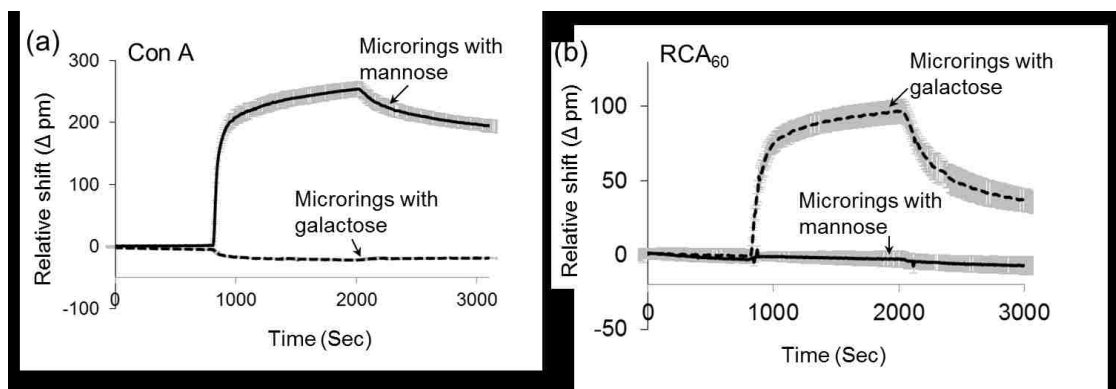 (a)
Con A
Microrings with
mannose
Microrings with
galactose
Relative shift (Δ pm)
300
200
100
0
-100
0
1000
2000
3000
Time (Sec)
(b)
RCA60
Microrings with
galactose
Microrings with
mannose
Relative shift (Δ pm)
100
50
0
-50
0
1000
2000
3000
Time (Sec)